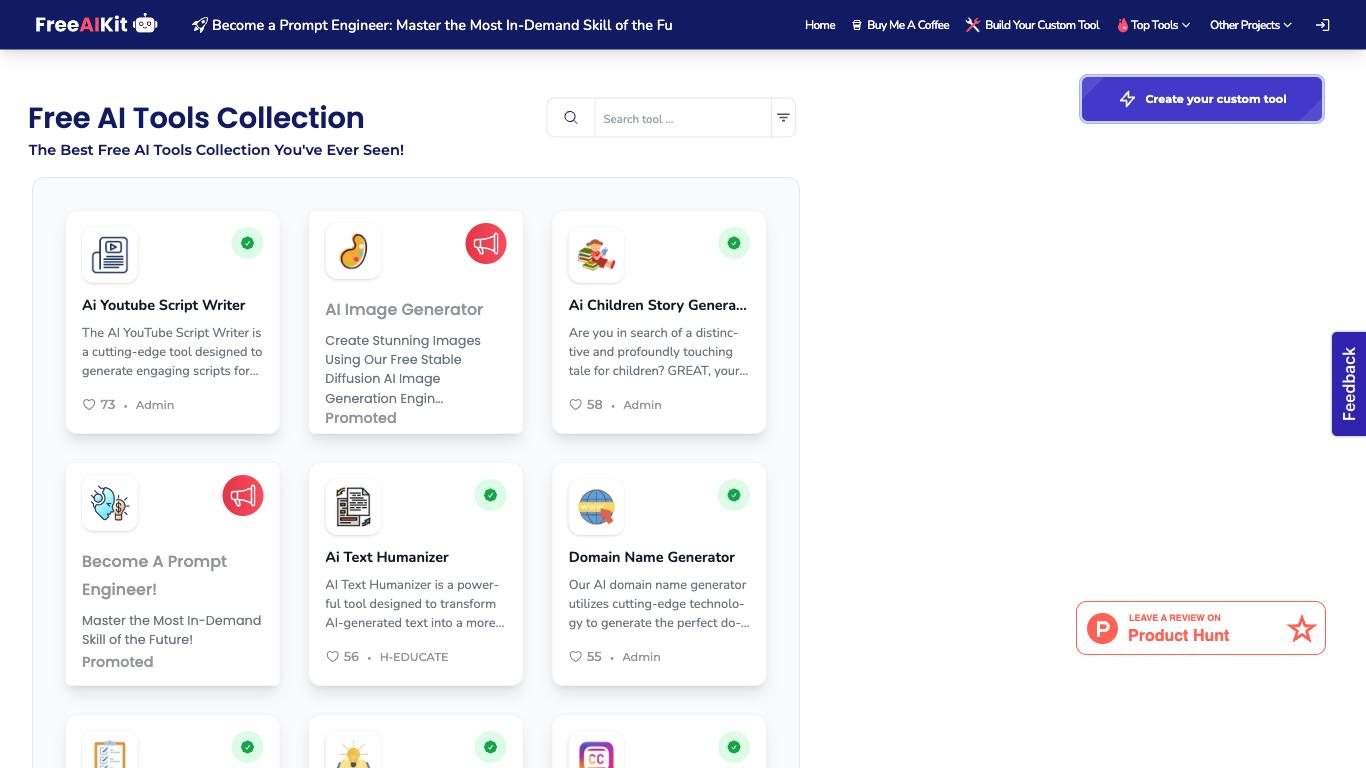 FreeAIKit
Become a Prompt Engineer: Master the Most In-Demand Skill of the Fu
Home
Buy Me A Coffee
Build Your Custom Tool
Top Tools
Other Projects
Create your custom tool
Free AI Tools Collection
The Best Free AI Tools Collection You've Ever Seen!
Search tool ...
Ai Youtube Script Writer
The AI YouTube Script Writer is
a cutting-edge tool designed to
generate engaging scripts for...
73 • Admin
AI Image Generator
Create Stunning Images
Using Our Free Stable
Diffusion AI Image
Generation Engin...
Promoted
Ai Children Story Genera...
Are you in search of a distinc-
tive and profoundly touching
tale for children? GREAT, your...
58 • Admin
Become A Prompt
Engineer!
Master the Most In-Demand
Skill of the Future!
Promoted
Ai Text Humanizer
AI Text Humanizer is a power-
ful tool designed to transform
AI-generated text into a more...
56 • H-EDUCATE
Domain Name Generator
Our AI domain name generator
utilizes cutting-edge technolo-
gy to generate the perfect do-...
55 • Admin
WWW
CC
Feedback
P
LEAVE A REVIEW ON
Product Hunt